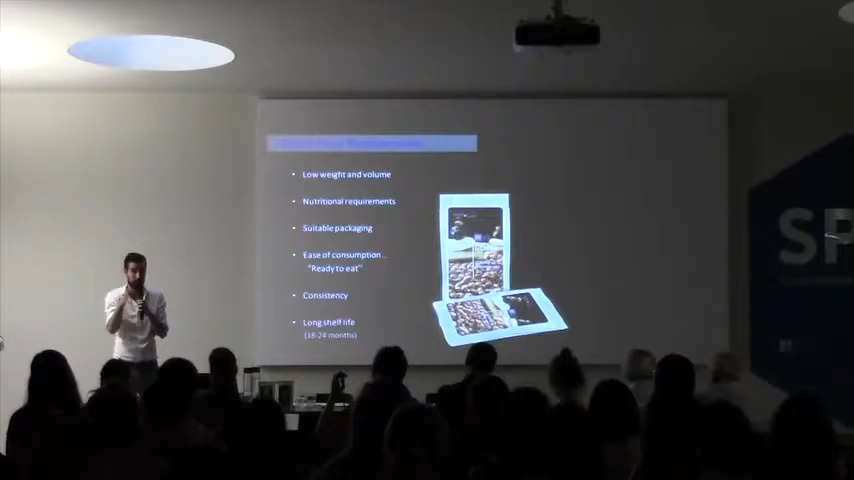 • Low weight and volume
• Nutritional requirements
• Suitable packaging
• Ease of consumption...
"Ready to eat"
• Consistency
• Long shelf life
(18-24 months)
SP